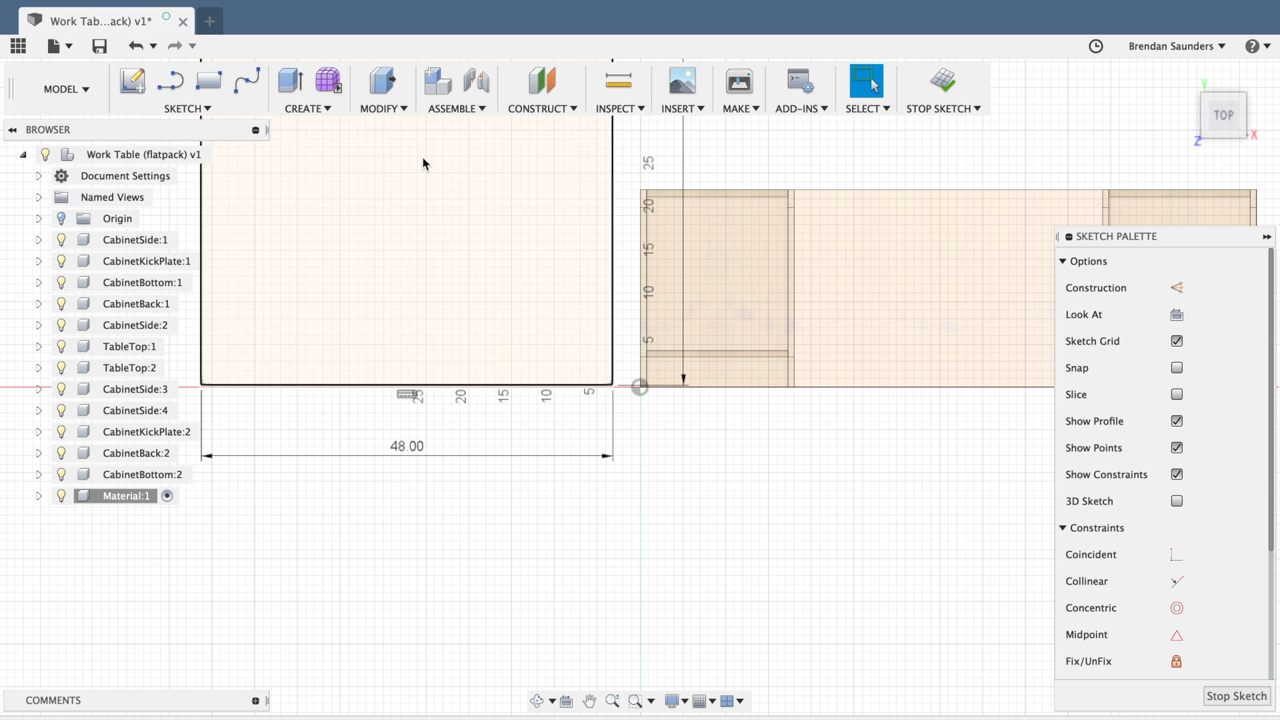 Work Tab...ack) v1*
Brendan Saunders
MODEL
SKETCH
CREATE
MODIFY
ASSEMBLE
CONSTRUCT
INSPECT
INSERT
MAKE
ADD-INS
SELECT
STOP SKETCH
TOP
Y
X
Z
BROWSER
Work Table (flatpack) v1
Document Settings
Named Views
Origin
CabinetSide:1
CabinetKickPlate:1
CabinetBottom:1
CabinetBack:1
CabinetSide:2
TableTop:1
TableTop:2
CabinetSide:3
CabinetSide:4
CabinetKickPlate:2
CabinetBack:2
CabinetBottom:2
Material:1
25
20
15
10
5
25
20
15
10
5
48.00
SKETCH PALETTE
Options
Construction
Look At
Sketch Grid
Snap
Slice
Show Profile
Show Points
Show Constraints
3D Sketch
Constraints
Coincident
Collinear
Concentric
Midpoint
Fix/UnFix
Stop Sketch
COMMENTS